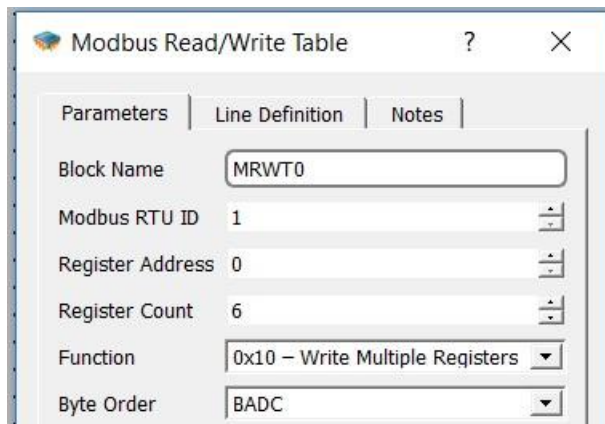 Modbus Read/Write Table ?
Parameters Line Definition Notes
Block Name MRWT0
Modbus RTU ID 1
Register Address 0
Register Count 6
Function 0x10 – Write Multiple Registers
Byte Order BADC